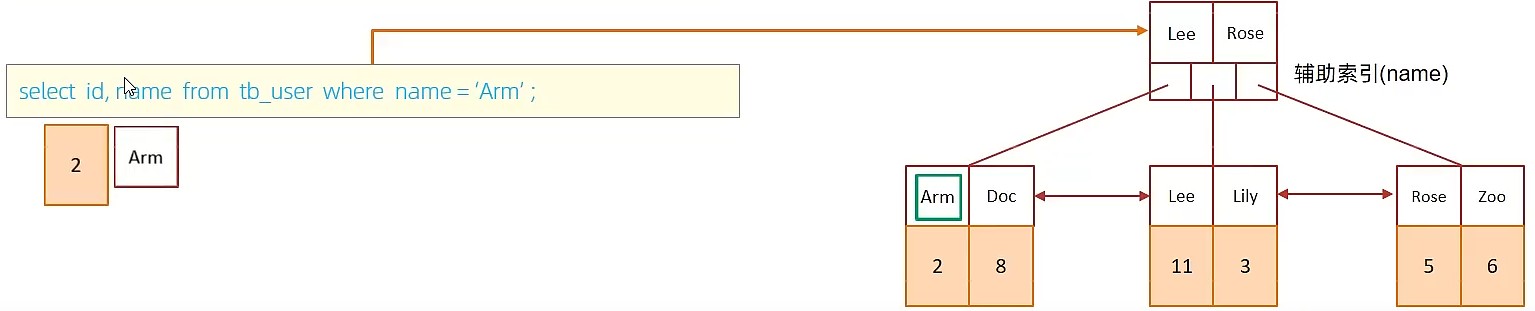 Lee Rose
辅助索引(name)
select id, name from tb_user where name = 'Arm' ;
2 Arm
Arm Doc Lee Lily Rose Zoo
2 8 11 3 5 6